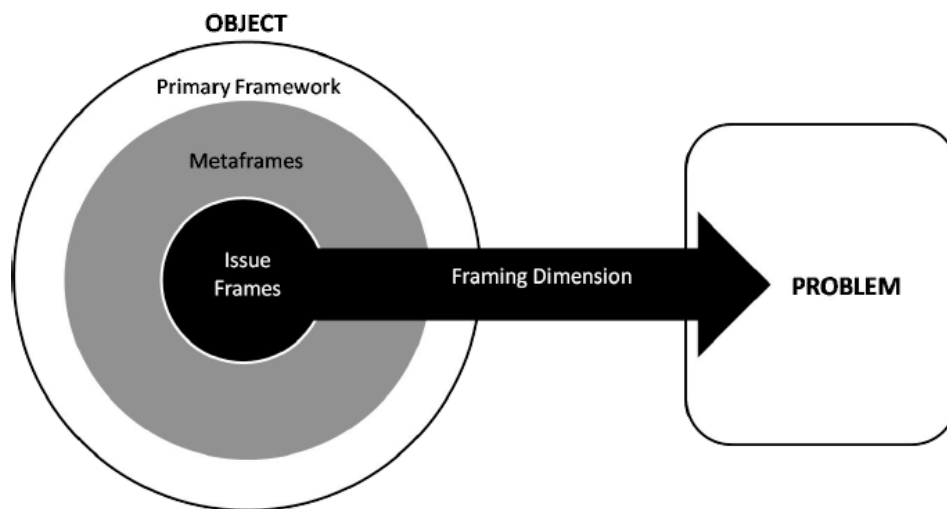 OBJECT
Primary Framework
Metaframes
Issue
Frames
Framing Dimension
PROBLEM